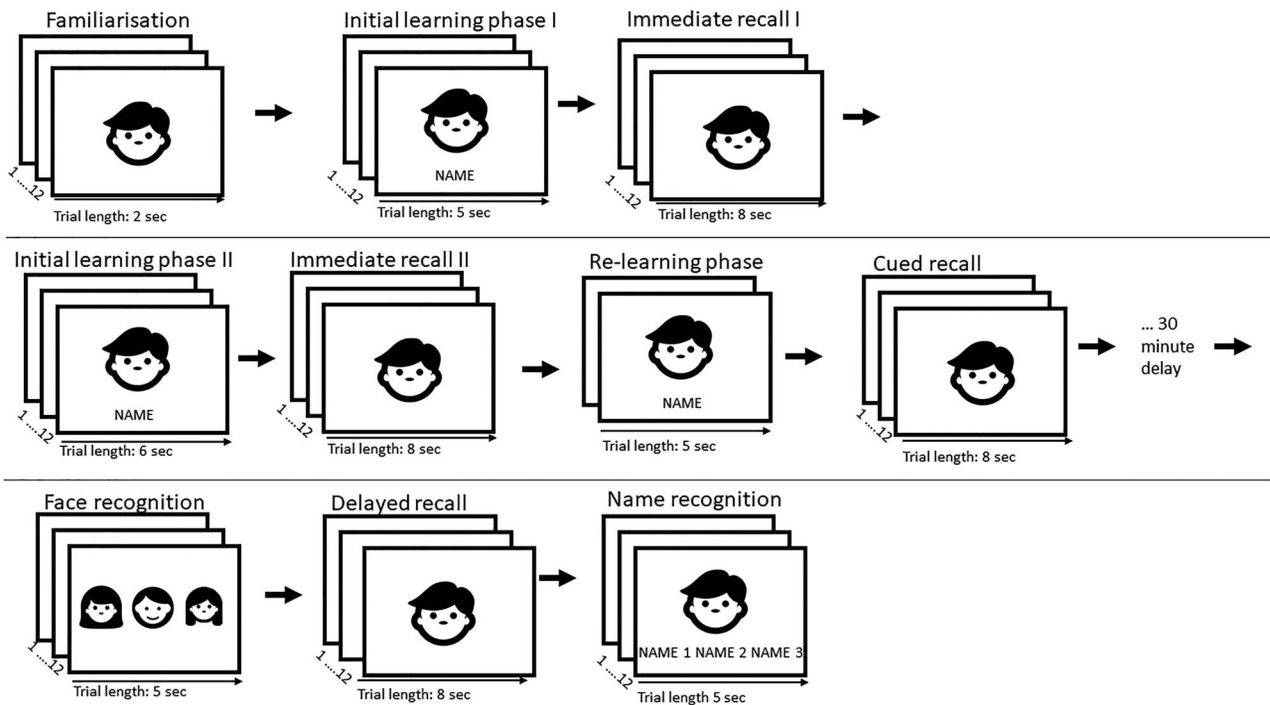 Familiarisation
Initial learning phase I
Immediate recall I
NAME
1 ....12
1 ....12
1 ....12
Trial length: 2 sec
Trial length: 5 sec
Trial length: 8 sec
Initial learning phase II
Immediate recall II
Re-learning phase
Cued recall
... 30
minute
delay
NAME
NAME
1 ....12
1 ....12
1 ....12
Trial length: 6 sec
Trial length: 8 sec
Trial length: 5 sec
Trial length: 8 sec
Face recognition
Delayed recall
Name recognition
NAME 1 NAME 2 NAME 3
1 ....12
1 ....12
1 ....12
Trial length: 5 sec
Trial length: 8 sec
Trial length 5 sec